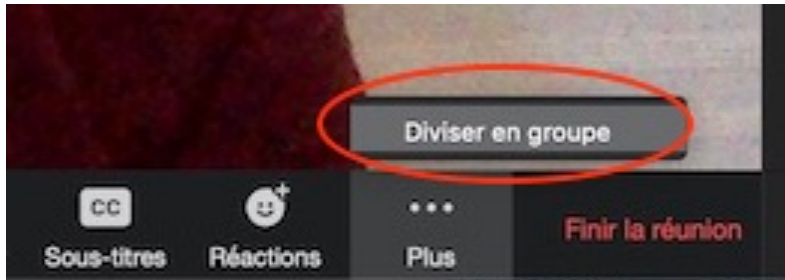 Diviser en groupe
CC
Sous-titres
Réactions
Plus
Finir la réunion